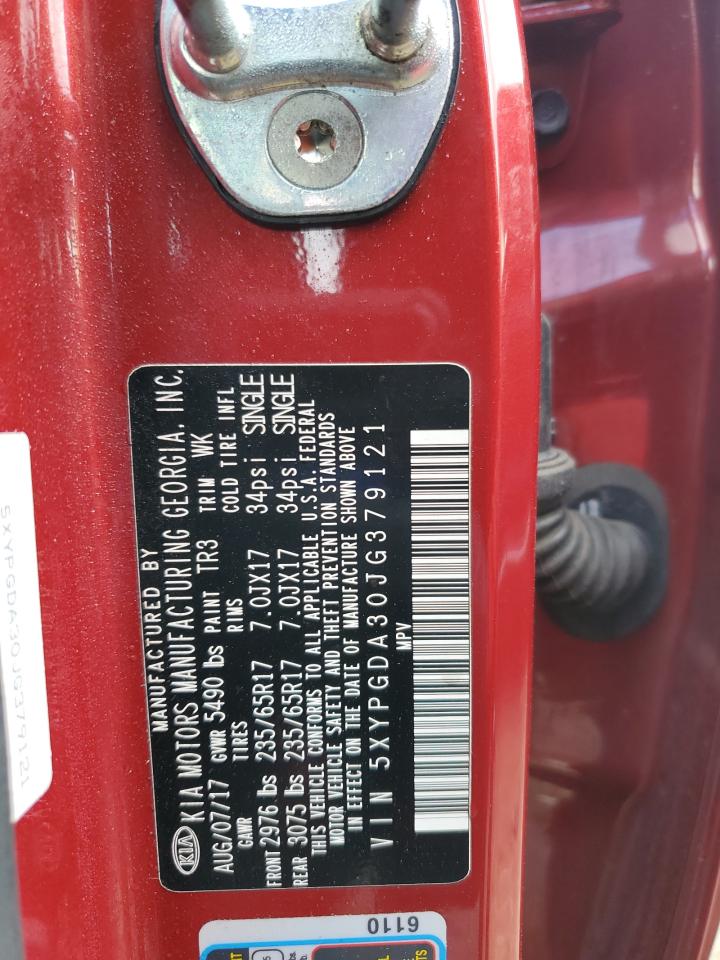 MANUFACTURED BY
KIA KIA MOTORS MANUFACTURING GEORGIA. INC.
AUG/07/17 GVWR 5490 lbs PAINT TR3 TRIM WK
GAWR TIRES RIMS COLD TIRE INFL
FRONT 2976 lbs 235/65R17 7.0JX17 34psi SINGLE
REAR 3075 lbs 235/65R17 7.0JX17 34psi SINGLE
THIS VEHICLE CONFORMS TO ALL APPLICABLE U.S.A. FEDERAL
MOTOR VEHICLE SAFETY AND THEFT PREVENTION STANDARDS
IN EFFECT ON THE DATE OF MANUFACTURE SHOWN ABOVE
VIN 5XYPGDA30JG379121
MPV
5XYPGDA30JG379121
6110